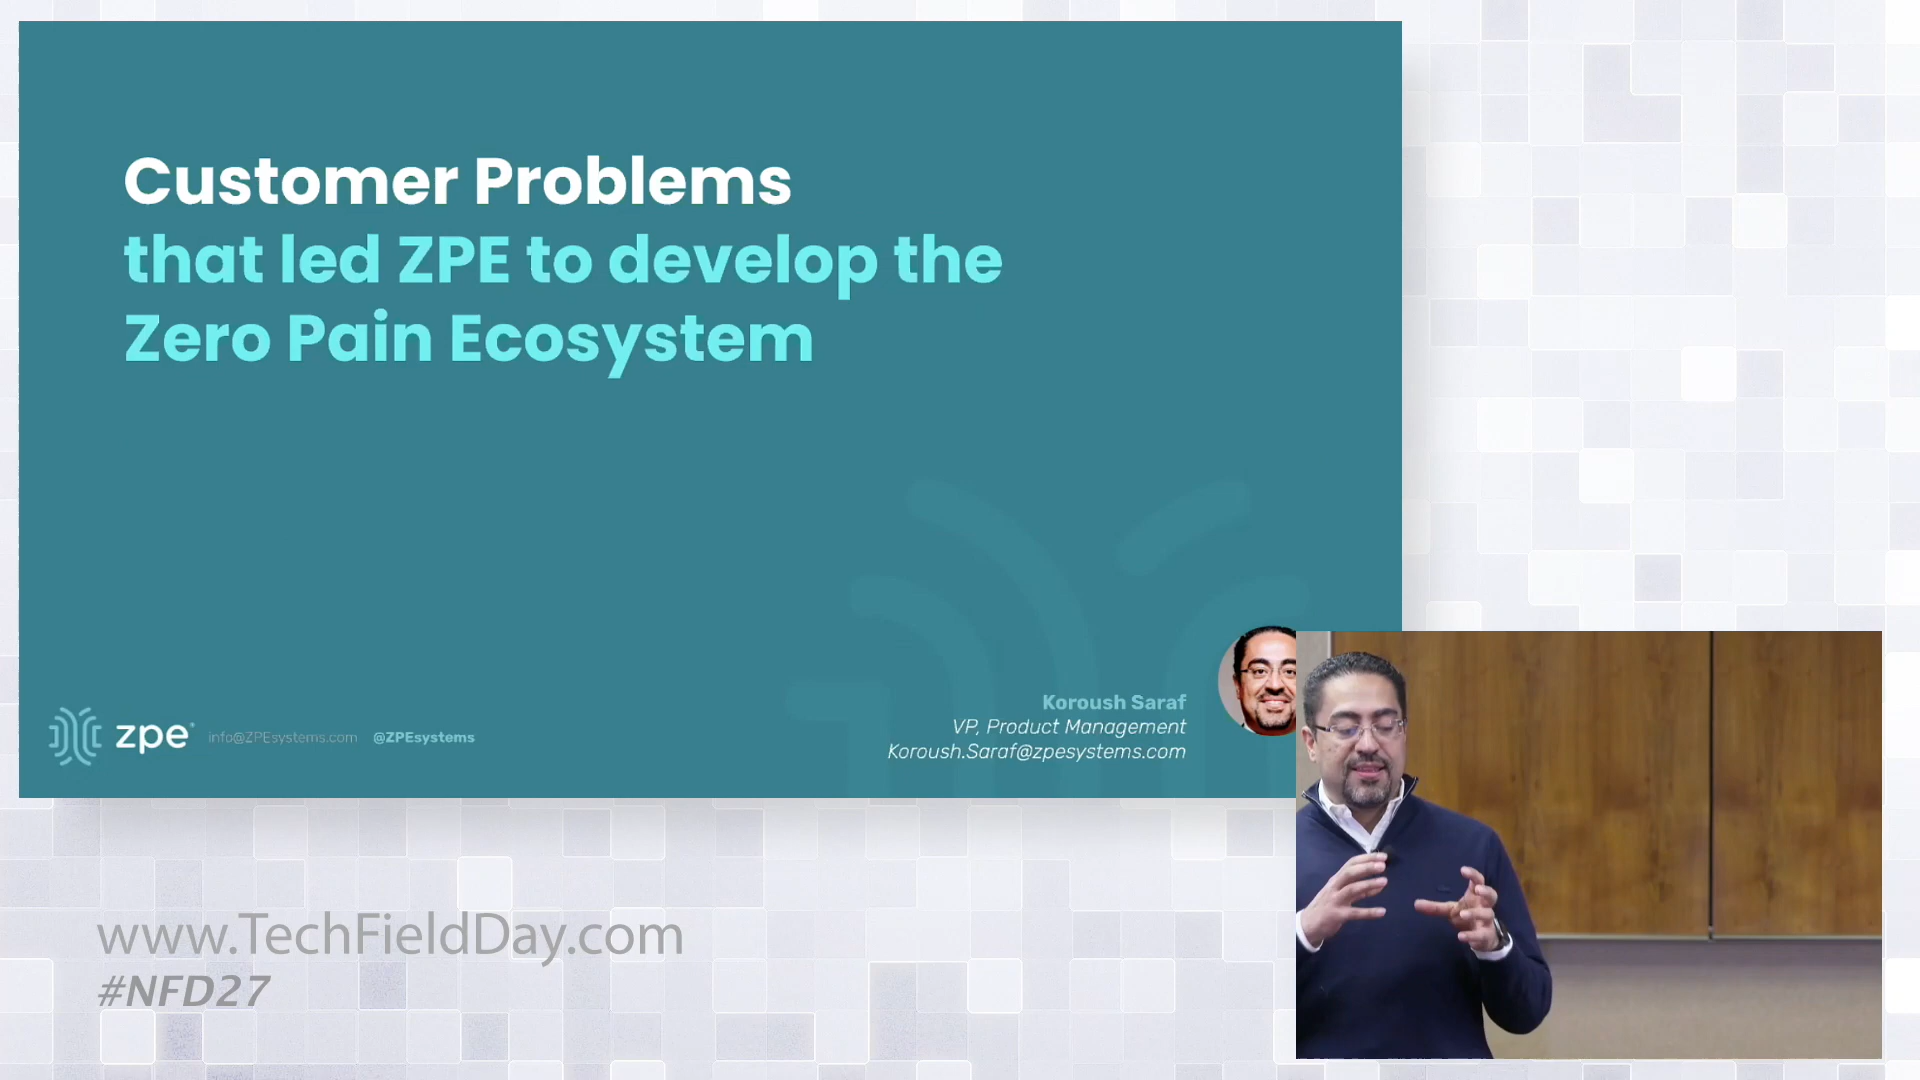 Customer Problems
that led ZPE to develop the
Zero Pain Ecosystem
Koroush Saraf
VP, Product Management
Koroush.Saraf@zpesystems.com
zpe
info@ZPEsystems.com @ZPEsystems
www.TechFieldDay.com
#NFD27